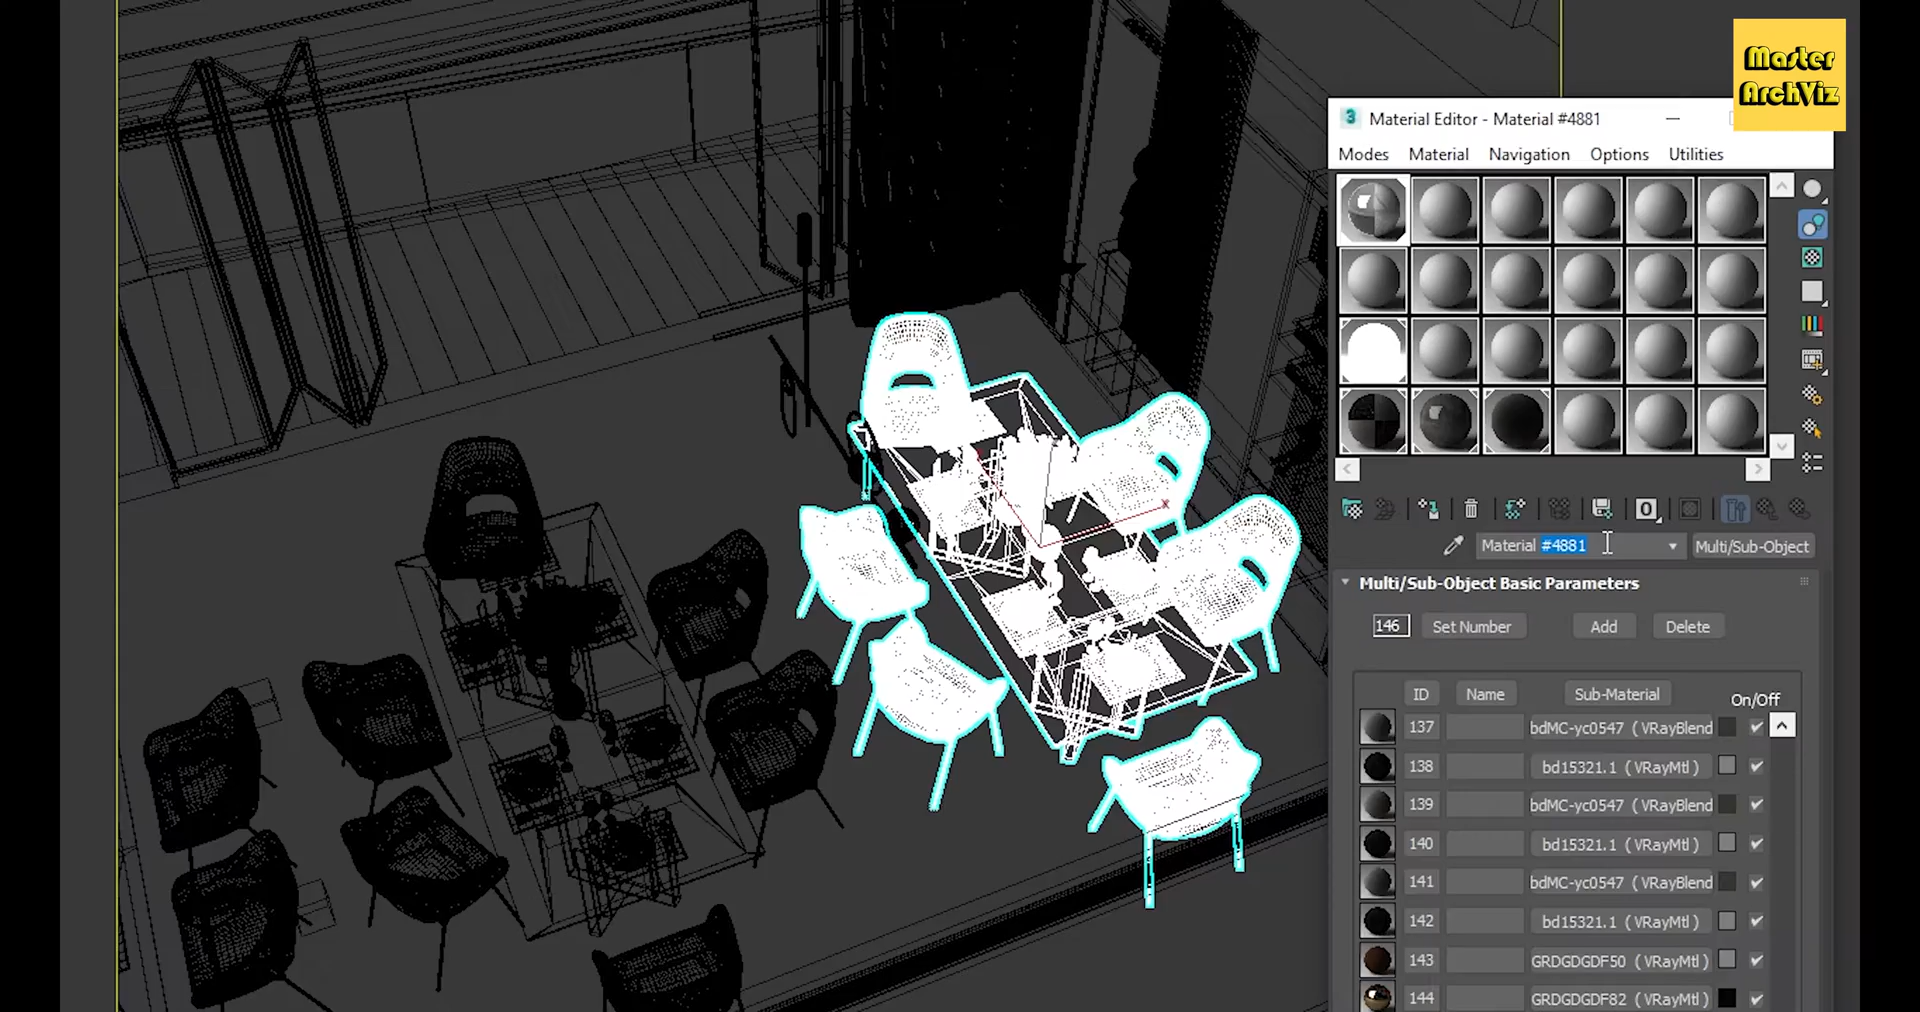 Master
ArchViz
3 Material Editor - Material #4881
Modes Material Navigation Options Utilities
Material #4881 Multi/Sub-Object
Multi/Sub-Object Basic Parameters
146 Set Number Add Delete
ID Name Sub-Material On/Off
137 bdMC-yc0547 ( VRayBlend
138 bd15321.1 ( VRayMtl )
139 bdMC-yc0547 ( VRayBlend
140 bd15321.1 ( VRayMtl )
141 bdMC-yc0547 ( VRayBlend
142 bd15321.1 ( VRayMtl )
143 GRDGDGDF50 ( VRayMtl )
144 GRDGDGDF82 ( VRayMtl )
x